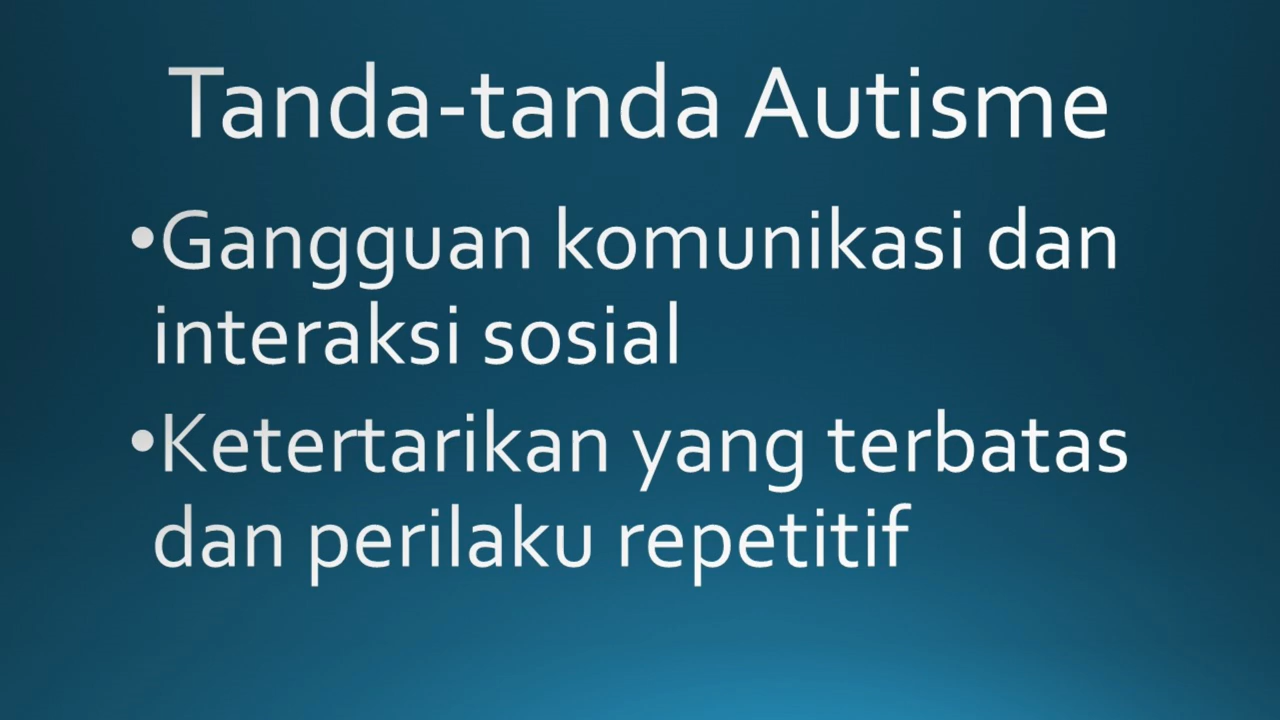 Tanda-tanda Autisme
•Gangguan komunikasi dan
interaksi sosial
•Ketertarikan yang terbatas
dan perilaku repetitif